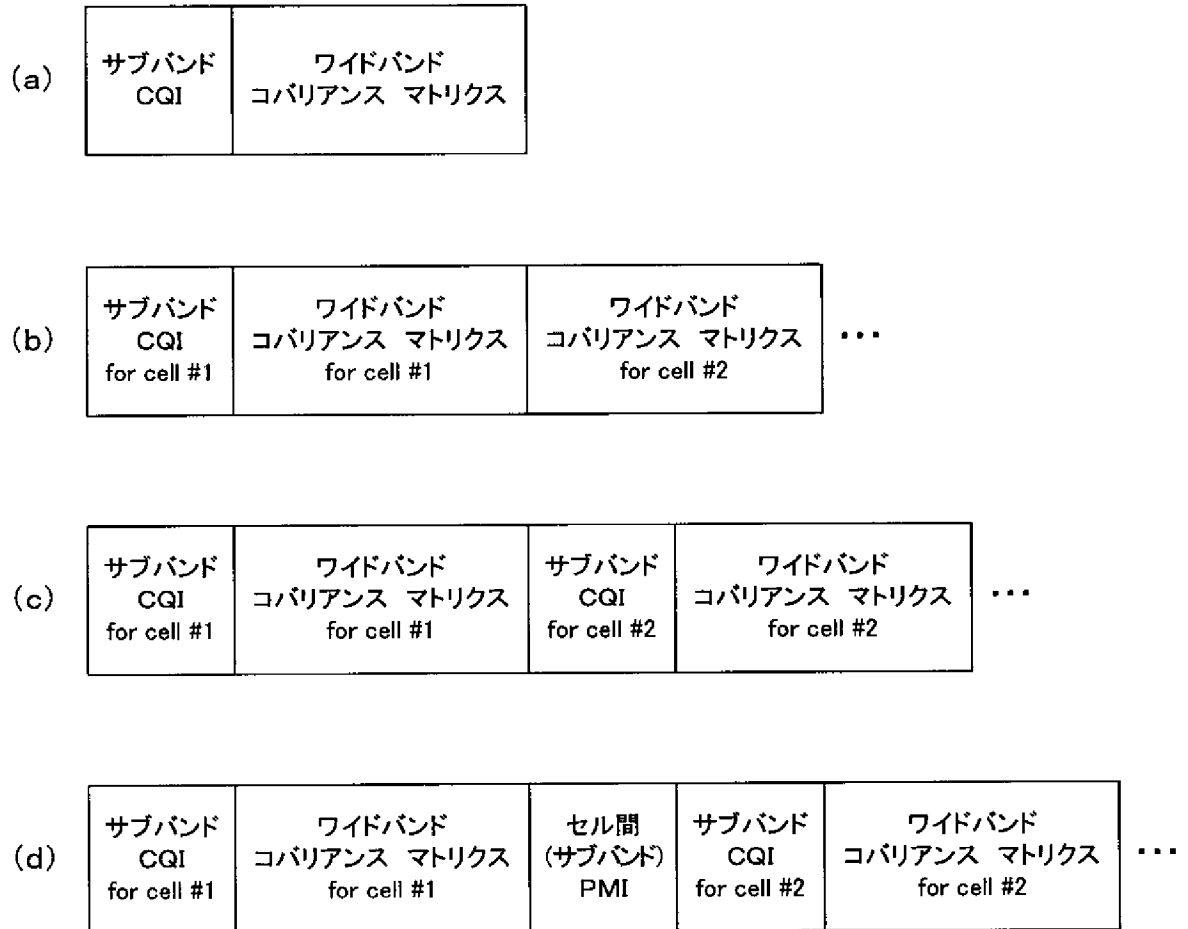 (a)
サブバンド
CQI
ワイドバンド
コバリアンス マトリクス
(b)
サブバンド
CQI
for cell #1
ワイドバンド
コバリアンス マトリクス
for cell #1
ワイドバンド
コバリアンス マトリクス
for cell #2
･･･
(c)
サブバンド
CQI
for cell #1
ワイドバンド
コバリアンス マトリクス
for cell #1
サブバンド
CQI
for cell #2
ワイドバンド
コバリアンス マトリクス
for cell #2
･･･
(d)
サブバンド
CQI
for cell #1
ワイドバンド
コバリアンス マトリクス
for cell #1
セル間
(サブバンド)
PMI
サブバンド
CQI
for cell #2
ワイドバンド
コバリアンス マトリクス
for cell #2
･･･